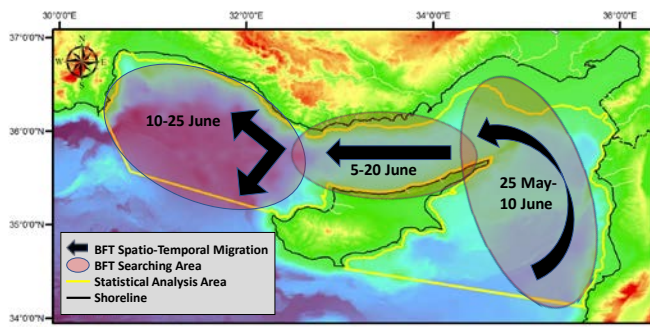 30°0'0"E
32°0'0"E
34°0'0"E
36°0'0"E
37°0'0"N
36°0'0"N
35°0'0"N
34°0'0"N
N
W
E
S
10-25 June
5-20 June
25 May-
10 June
BFT Spatio-Temporal Migration
BFT Searching Area
Statistical Analysis Area
Shoreline